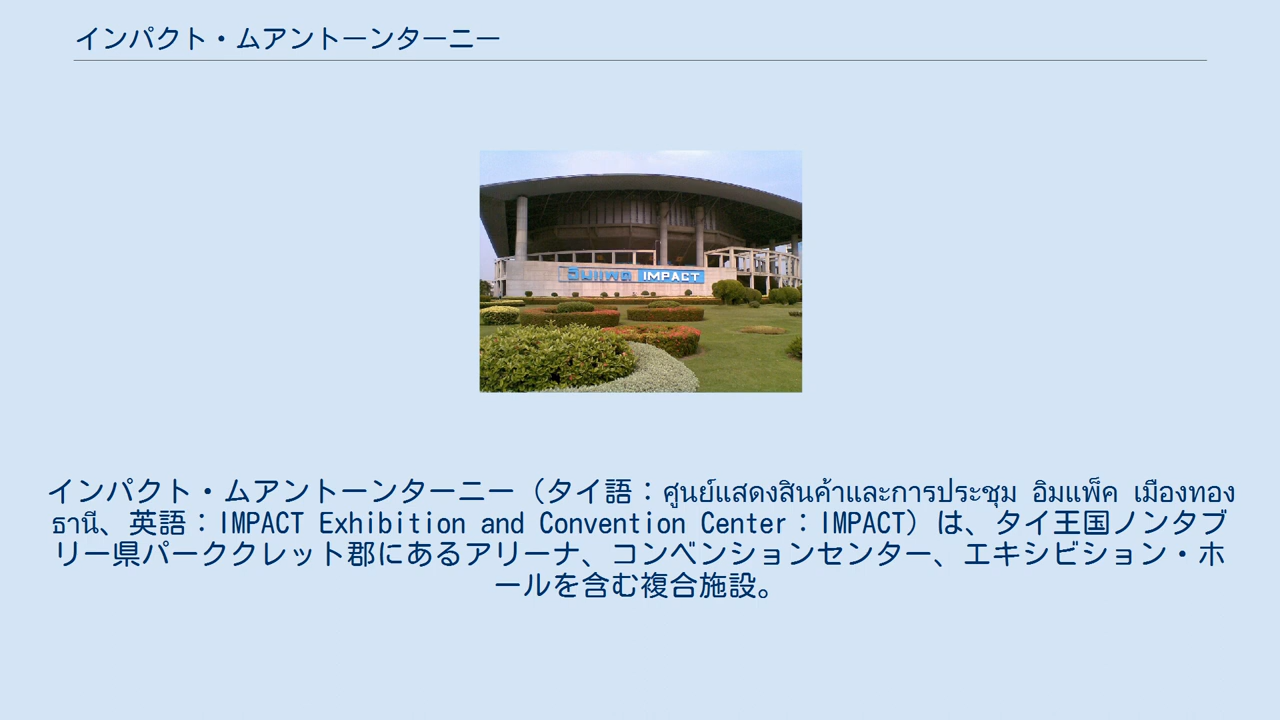 インパクト・ムアントーンターニー
อิมแพค IMPACT
インパクト・ムアントーンターニー（タイ語：ศูนย์แสดงสินค้าและการประชุม อิมแพ็ค เมืองทอง
ธานี、英語：IMPACT Exhibition and Convention Center：IMPACT）は、タイ王国ノンタブ
リー県パーククレット郡にあるアリーナ、コンベンションセンター、エキシビション・ホ
ールを含む複合施設。